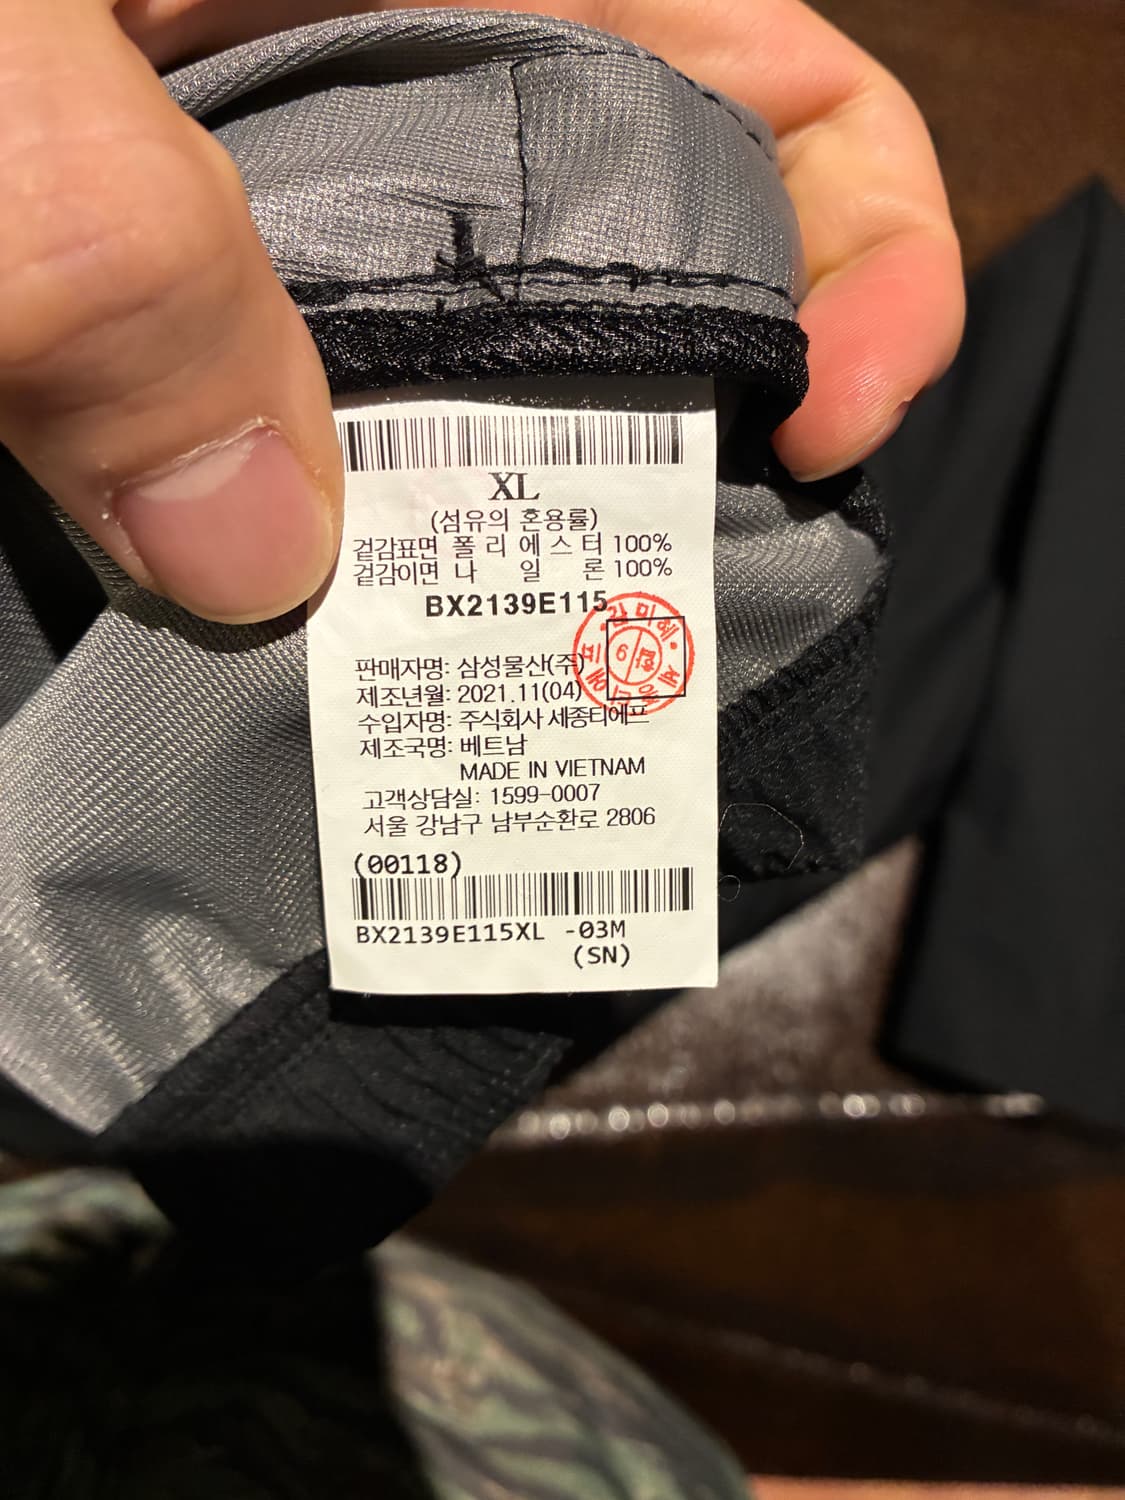 XL
(섬유의 혼용률)
겉감표면 폴 리 에 스 터 100%
겉감이면 나 일 론 100%
BX2139E115
판매자명: 삼성물산(주)
제조년월: 2021.11(04)
수입자명: 주식회사 세종티에프
제조국명: 베트남
MADE IN VIETNAM
고객상담실: 1599-0007
서울 강남구 남부순환로 2806
(00118)
BX2139E115XL -03M
(SN)
김미혜
6